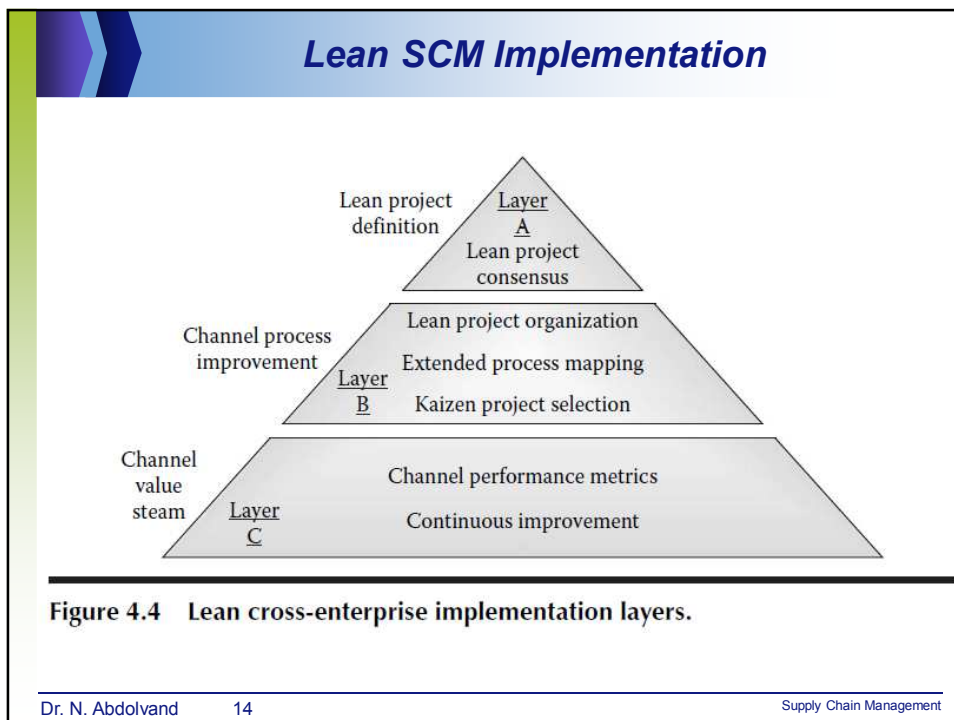 Lean SCM Implementation
Lean project
definition
Layer
A
Lean project
consensus
Channel process
improvement
Layer
B
Lean project organization
Extended process mapping
Kaizen project selection
Channel
value
steam
Layer
C
Channel performance metrics
Continuous improvement
Figure 4.4 Lean cross-enterprise implementation layers.
Dr. N. Abdolvand 14 Supply Chain Management